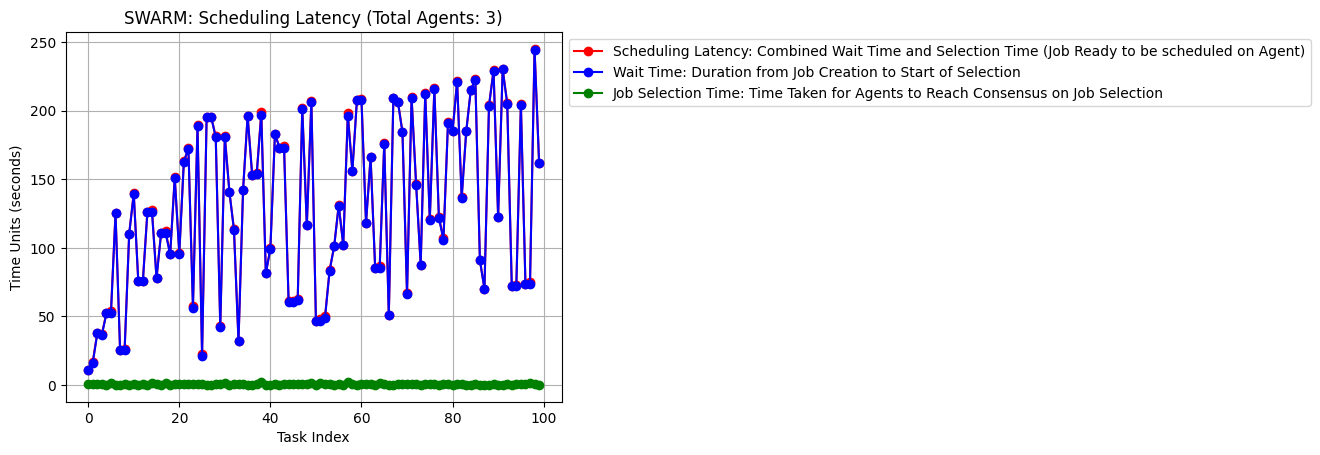 SWARM: Scheduling Latency (Total Agents: 3)
Scheduling Latency: Combined Wait Time and Selection Time (Job Ready to be scheduled on Agent)
Wait Time: Duration from Job Creation to Start of Selection
Job Selection Time: Time Taken for Agents to Reach Consensus on Job Selection
Time Units (seconds)
250
200
150
100
50
0
0 20 40 60 80 100
Task Index